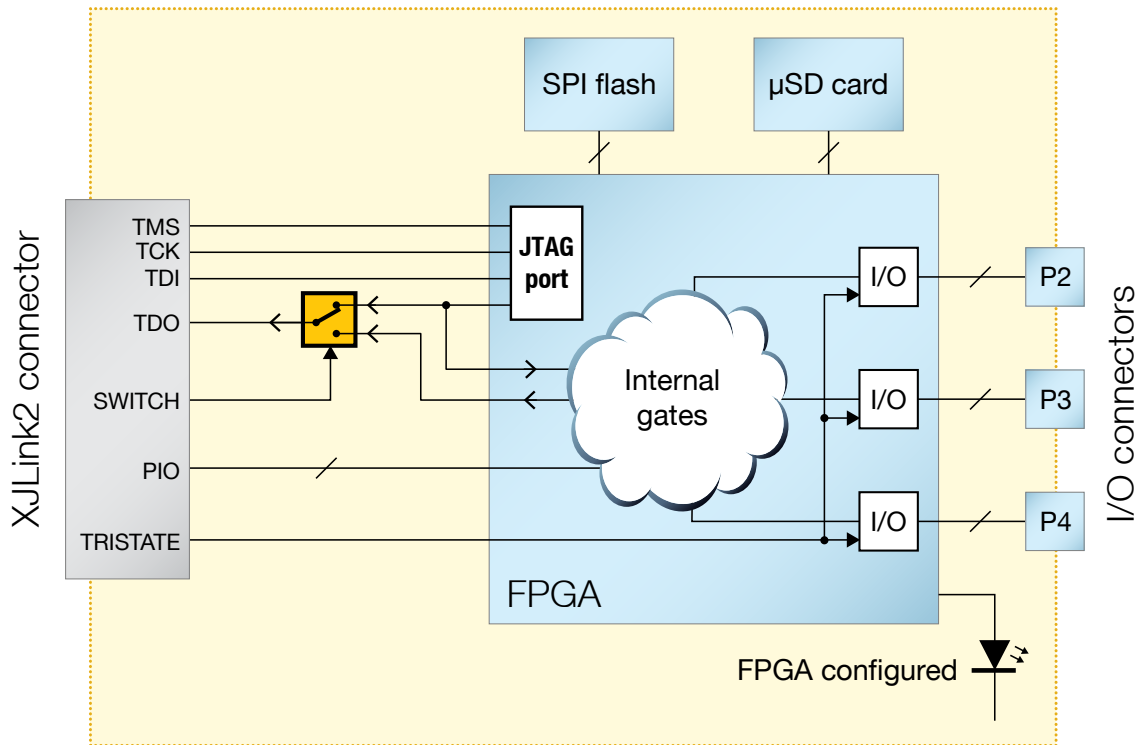 SPI flash
µSD card
XJLink2 connector
TMS
TCK
TDI
TDO
SWITCH
PIO
TRISTATE
JTAG
port
Internal
gates
I/O
I/O
I/O
P2
P3
P4
I/O connectors
FPGA
FPGA configured